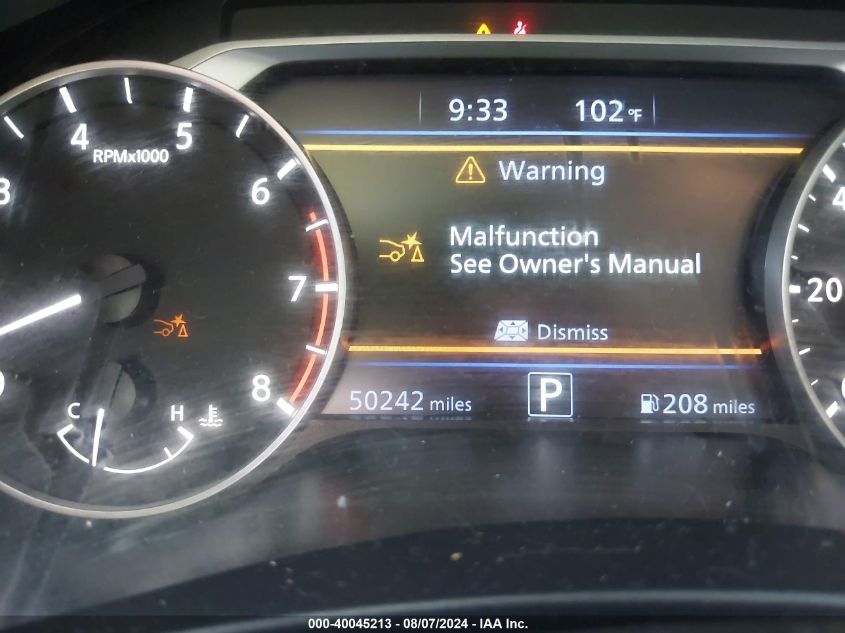 9:33 102 °F
Warning
Malfunction
See Owner's Manual
Dismiss
50242 miles P 208 miles
3 4 5 6 7 8
RPMx1000
C H
20
000-40045213 - 08/07/2024 - IAA Inc.